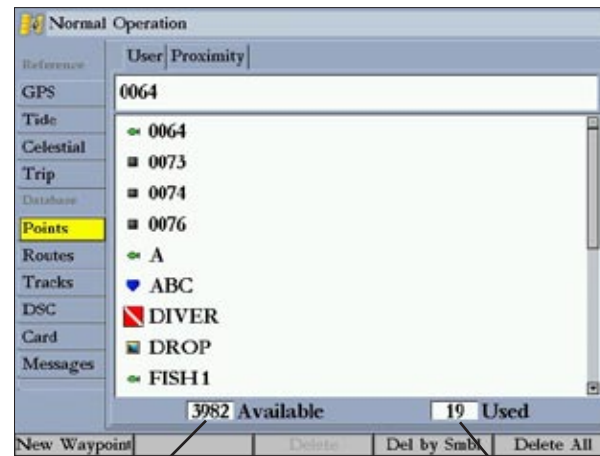 Normal Operation
Reference
User Proximity
GPS
0064
Tide
Celestial
Trip
Database
Points
Routes
Tracks
DSC
Card
Messages
0064
0073
0074
0076
A
ABC
DIVER
DROP
FISH1
3982 Available 19 Used
New Waypoint Delete Del by Smbl Delete All